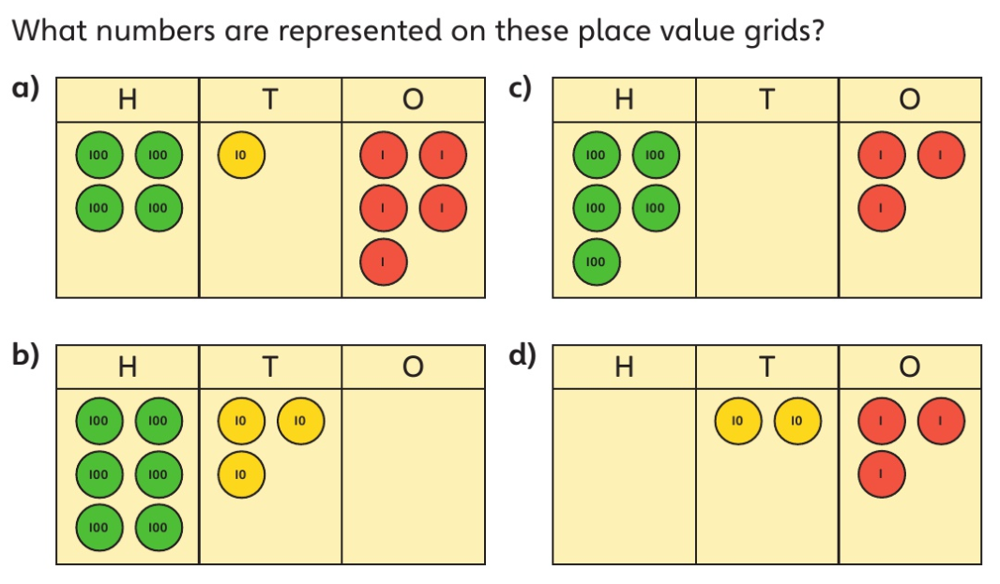 What numbers are represented on these place value grids?
a)
H T O
100 100 10 1 1
100 100 1 1
1
c)
H T O
100 100 1 1
100 100 1
100
b)
H T O
100 100 10 10
100 100 10
100 100
d)
H T O
10 10 1 1
1